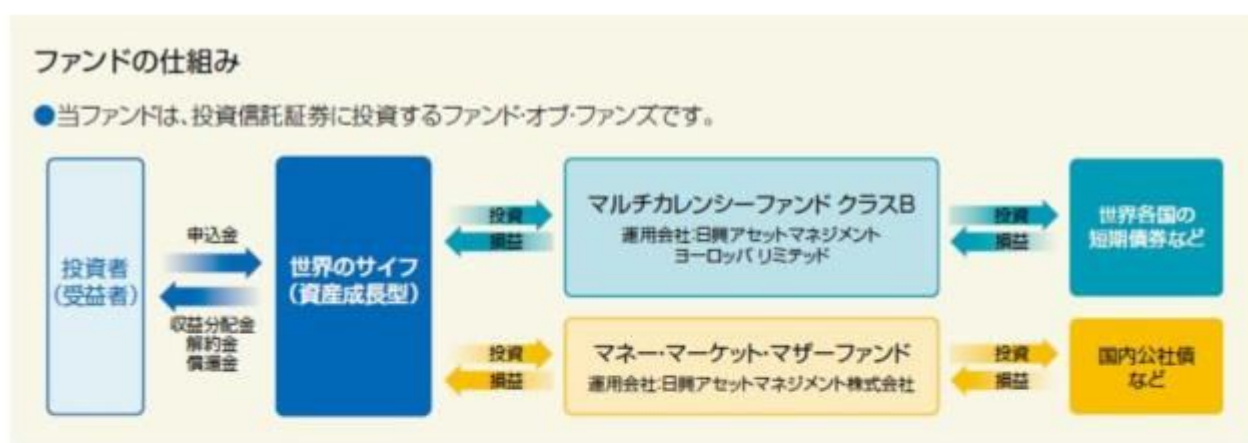 ファンドの仕組み
●当ファンドは、投資信託証券に投資するファンド・オブ・ファンズです。
投資者
(受益者)
申込金
収益分配金
解約金
償還金
世界のサイフ
(資産成長型)
投資
損益
マルチカレンシーファンド クラスB
運用会社:日興アセットマネジメント
ヨーロッパ リミテッド
投資
損益
世界各国の
短期債券など
投資
損益
マネー・マーケット・マザーファンド
運用会社:日興アセットマネジメント株式会社
投資
損益
国内公社債
など